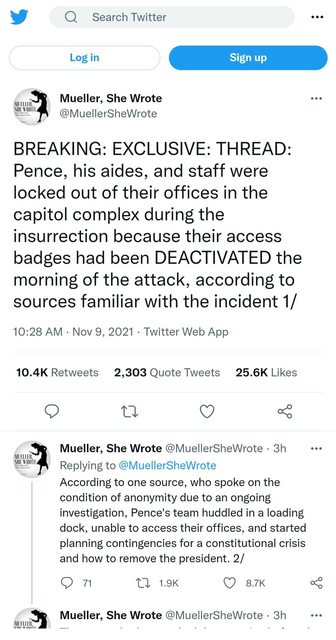 Search Twitter
Log in
Sign up
Mueller, She Wrote
@MuellerSheWrote
BREAKING: EXCLUSIVE: THREAD:
Pence, his aides, and staff were
locked out of their offices in the
capitol complex during the
insurrection because their access
badges had been DEACTIVATED the
morning of the attack, according to
sources familiar with the incident 1/
10:28 AM · Nov 9, 2021 · Twitter Web App
10.4K Retweets 2,303 Quote Tweets 25.6K Likes
Mueller, She Wrote @MuellerSheWrote · 3h
Replying to @MuellerSheWrote
According to one source, who spoke on the
condition of anonymity due to an ongoing
investigation, Pence's team huddled in a loading
dock, unable to access their offices, and started
planning contingencies for a constitutional crisis
and how to remove the president. 2/
71 1.9K 8.7K
Mueller, She Wrote @MuellerSheWrote · 3h